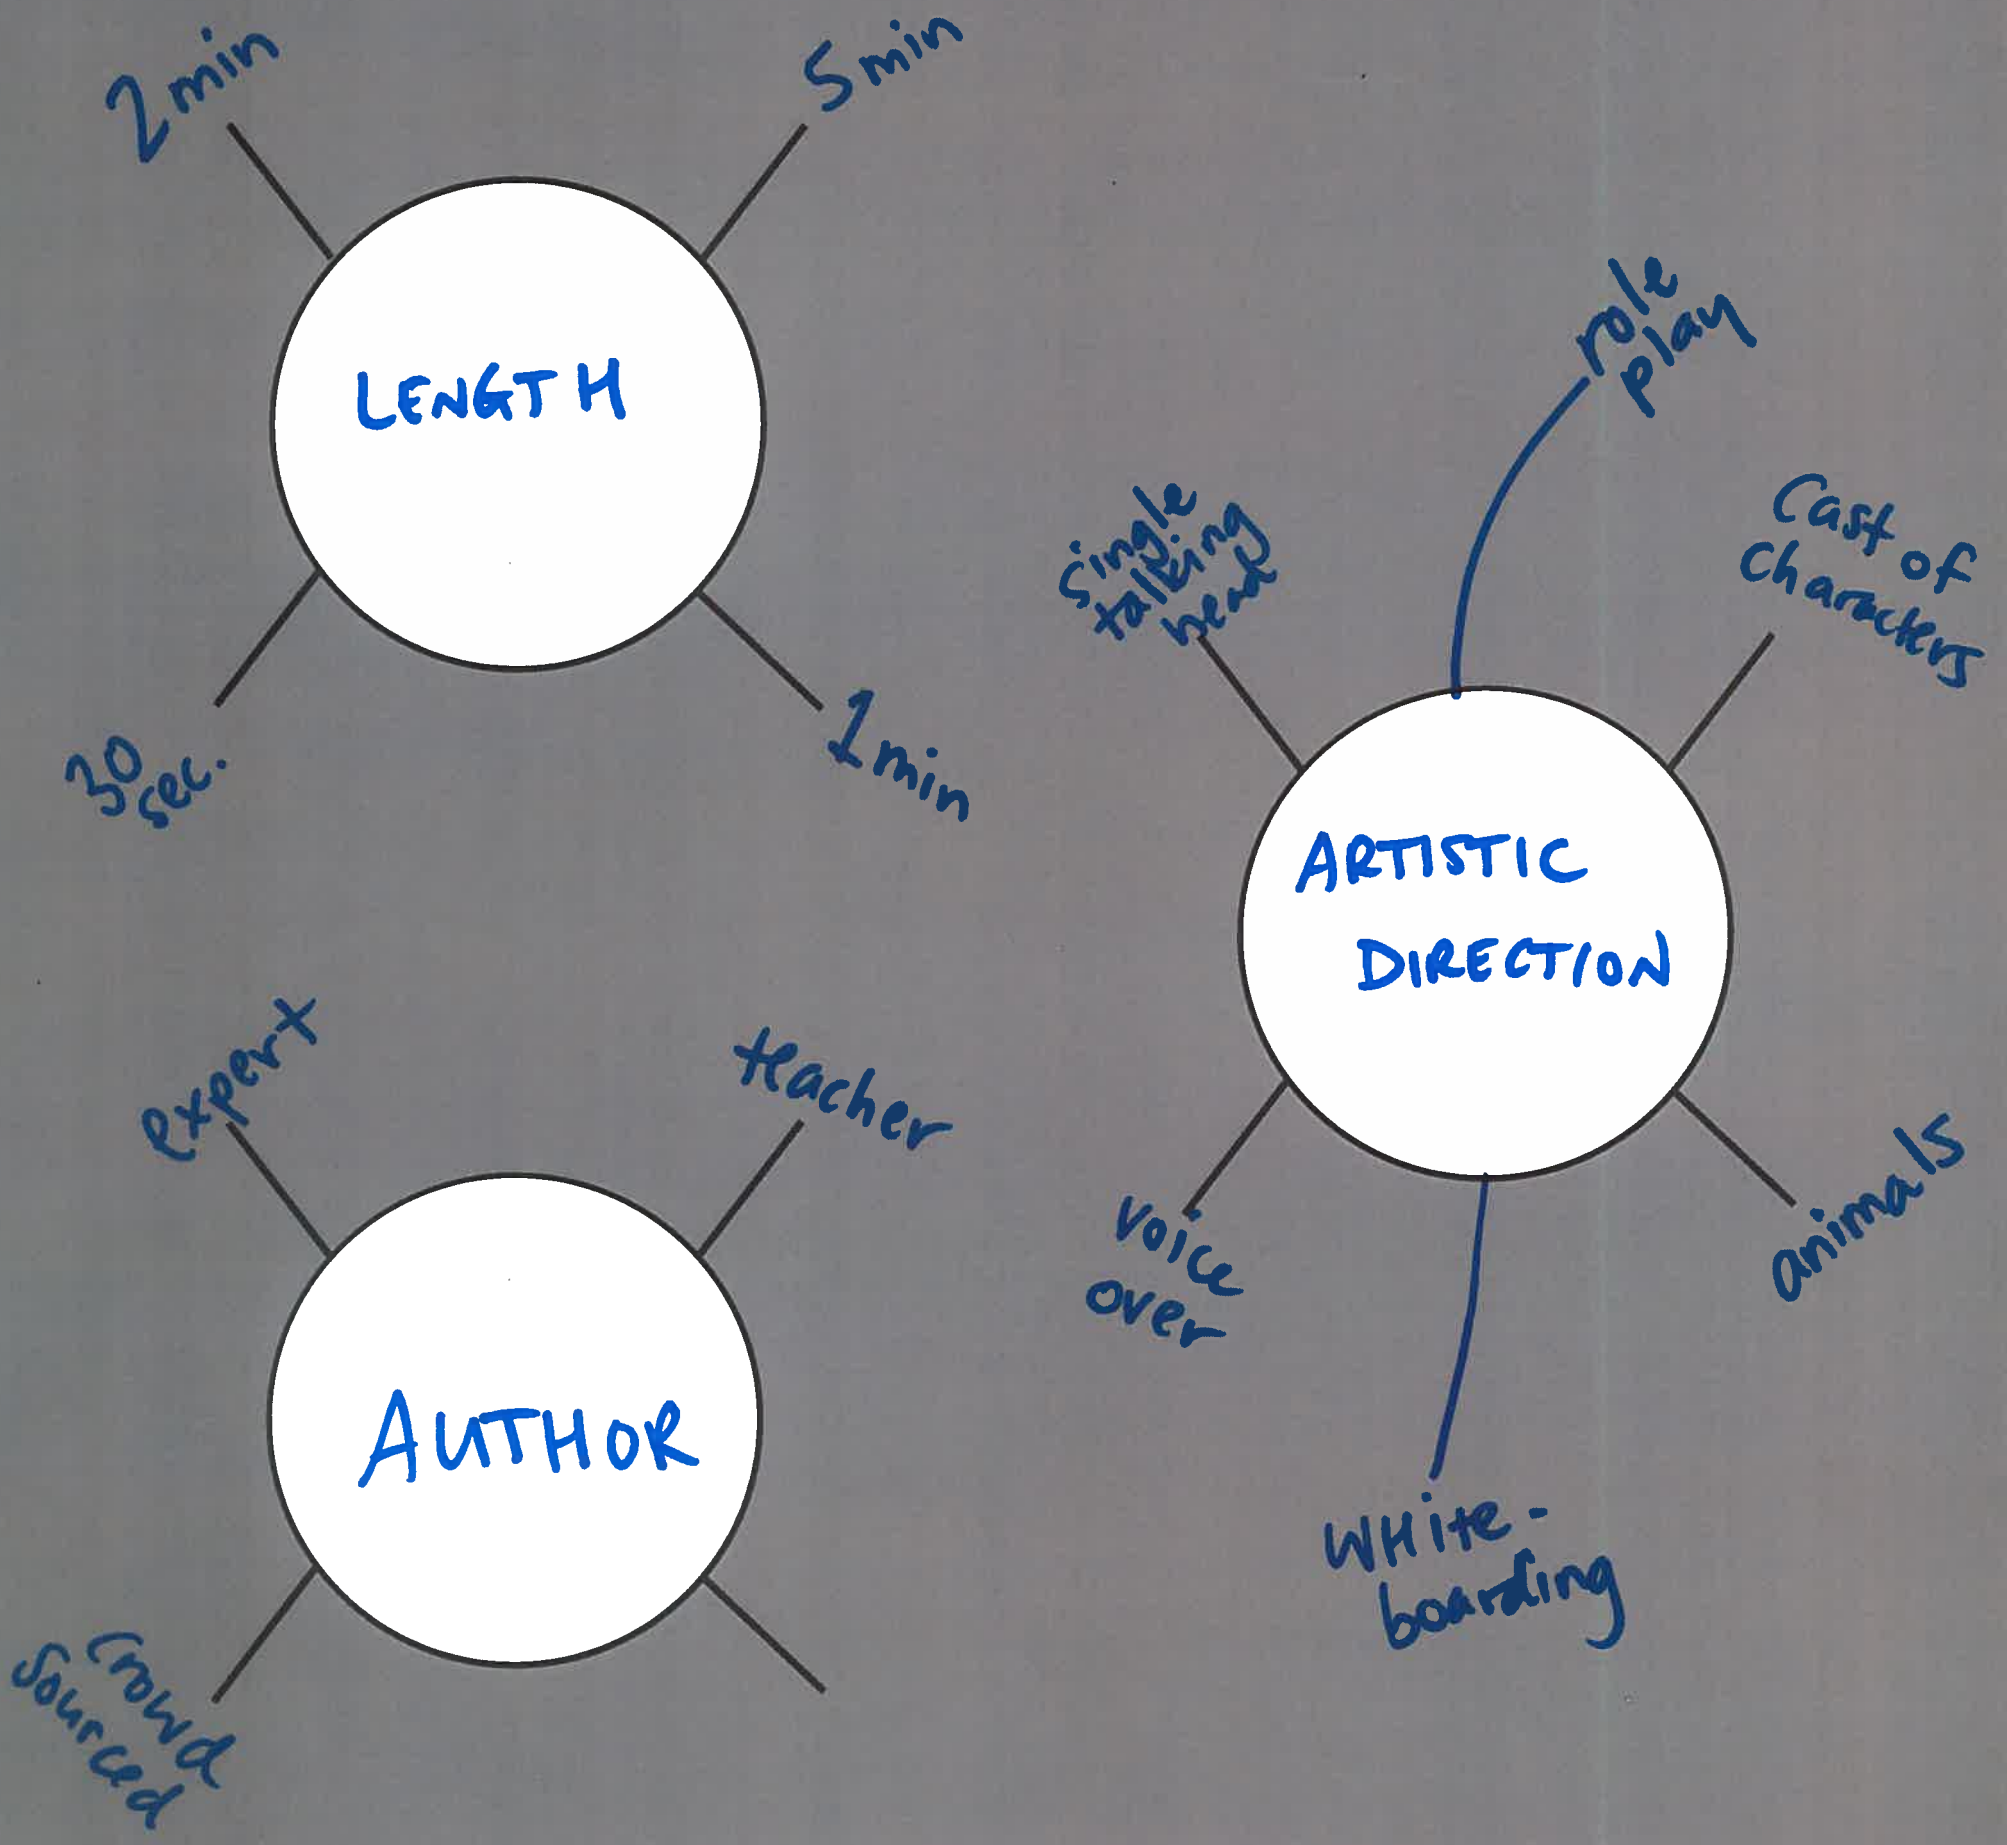 2 min
5 min
LENGTH
30
sec.
1 min
role
play
single
talking
head
Cast of
characters
ARTISTIC
DIRECTION
voice
over
animals
WHite-
boarding
expert
teacher
AUTHOR
crowd
sourced